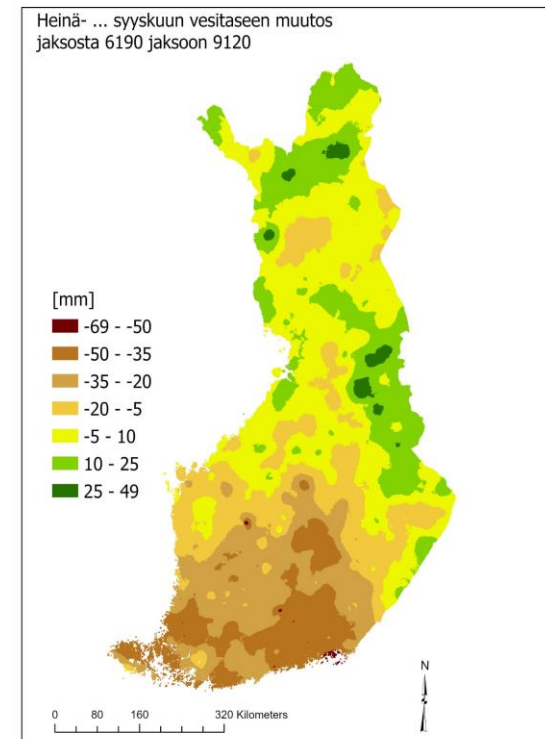 Heinä- ... syyskuun vesitaseen muutos
jaksosta 6190 jaksoon 9120
[mm]
-69 - -50
-50 - -35
-35 - -20
-20 - -5
-5 - 10
10 - 25
25 - 49
N
0 80 160 320 Kilometers